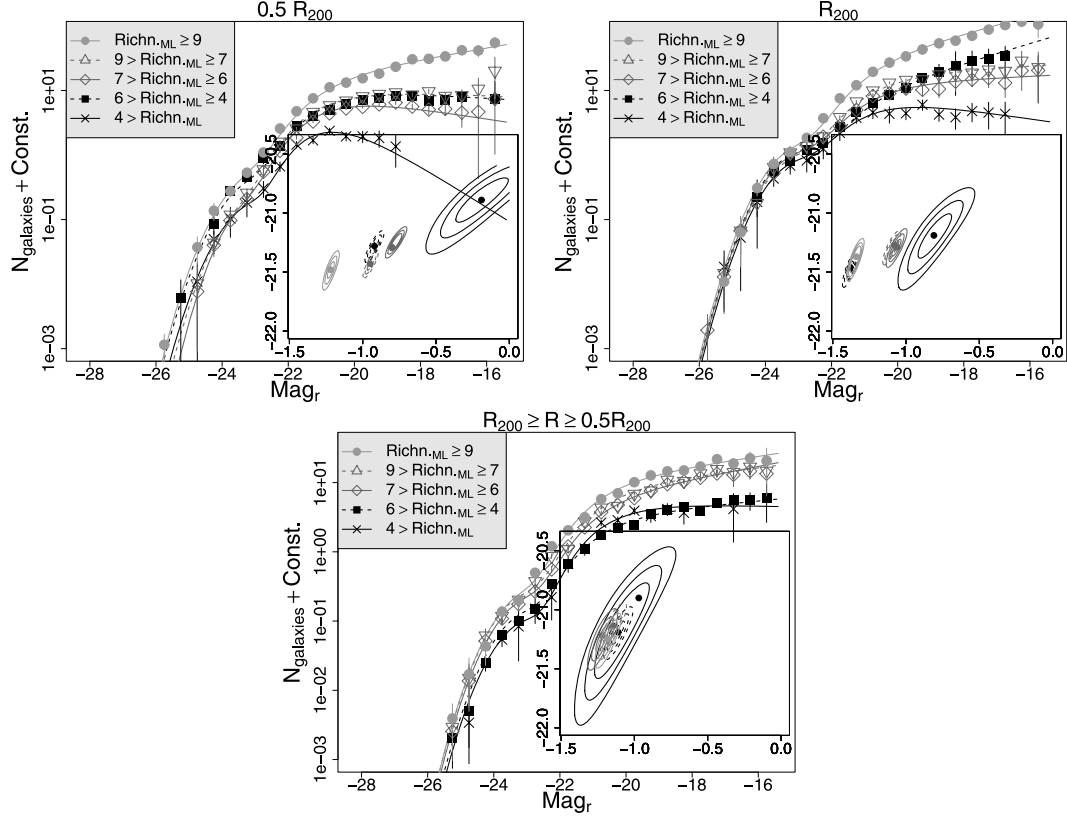 0.5 R200
Richn.ML ≥ 9
9 > Richn.ML ≥ 7
7 > Richn.ML ≥ 6
6 > Richn.ML ≥ 4
4 > Richn.ML
Ngalaxies + Const.
1e+01
1e−01
1e−03
−28 −26 −24 −22 −20 −18 −16
Magr
−20.5
−21.0
−21.5
−22.0
−1.5 −1.0 −0.5 0.0
R200
Richn.ML ≥ 9
9 > Richn.ML ≥ 7
7 > Richn.ML ≥ 6
6 > Richn.ML ≥ 4
4 > Richn.ML
Ngalaxies + Const.
1e+01
1e−01
1e−03
−28 −26 −24 −22 −20 −18 −16
Magr
−20.5
−21.0
−21.5
−22.0
−1.5 −1.0 −0.5 0.0
R200 ≥ R ≥ 0.5R200
Richn.ML ≥ 9
9 > Richn.ML ≥ 7
7 > Richn.ML ≥ 6
6 > Richn.ML ≥ 4
4 > Richn.ML
Ngalaxies + Const.
1e+01
1e+00
1e−01
1e−02
1e−03
−28 −26 −24 −22 −20 −18 −16
Magr
−20.5
−21.0
−21.5
−22.0
−1.5 −1.0 −0.5 0.0